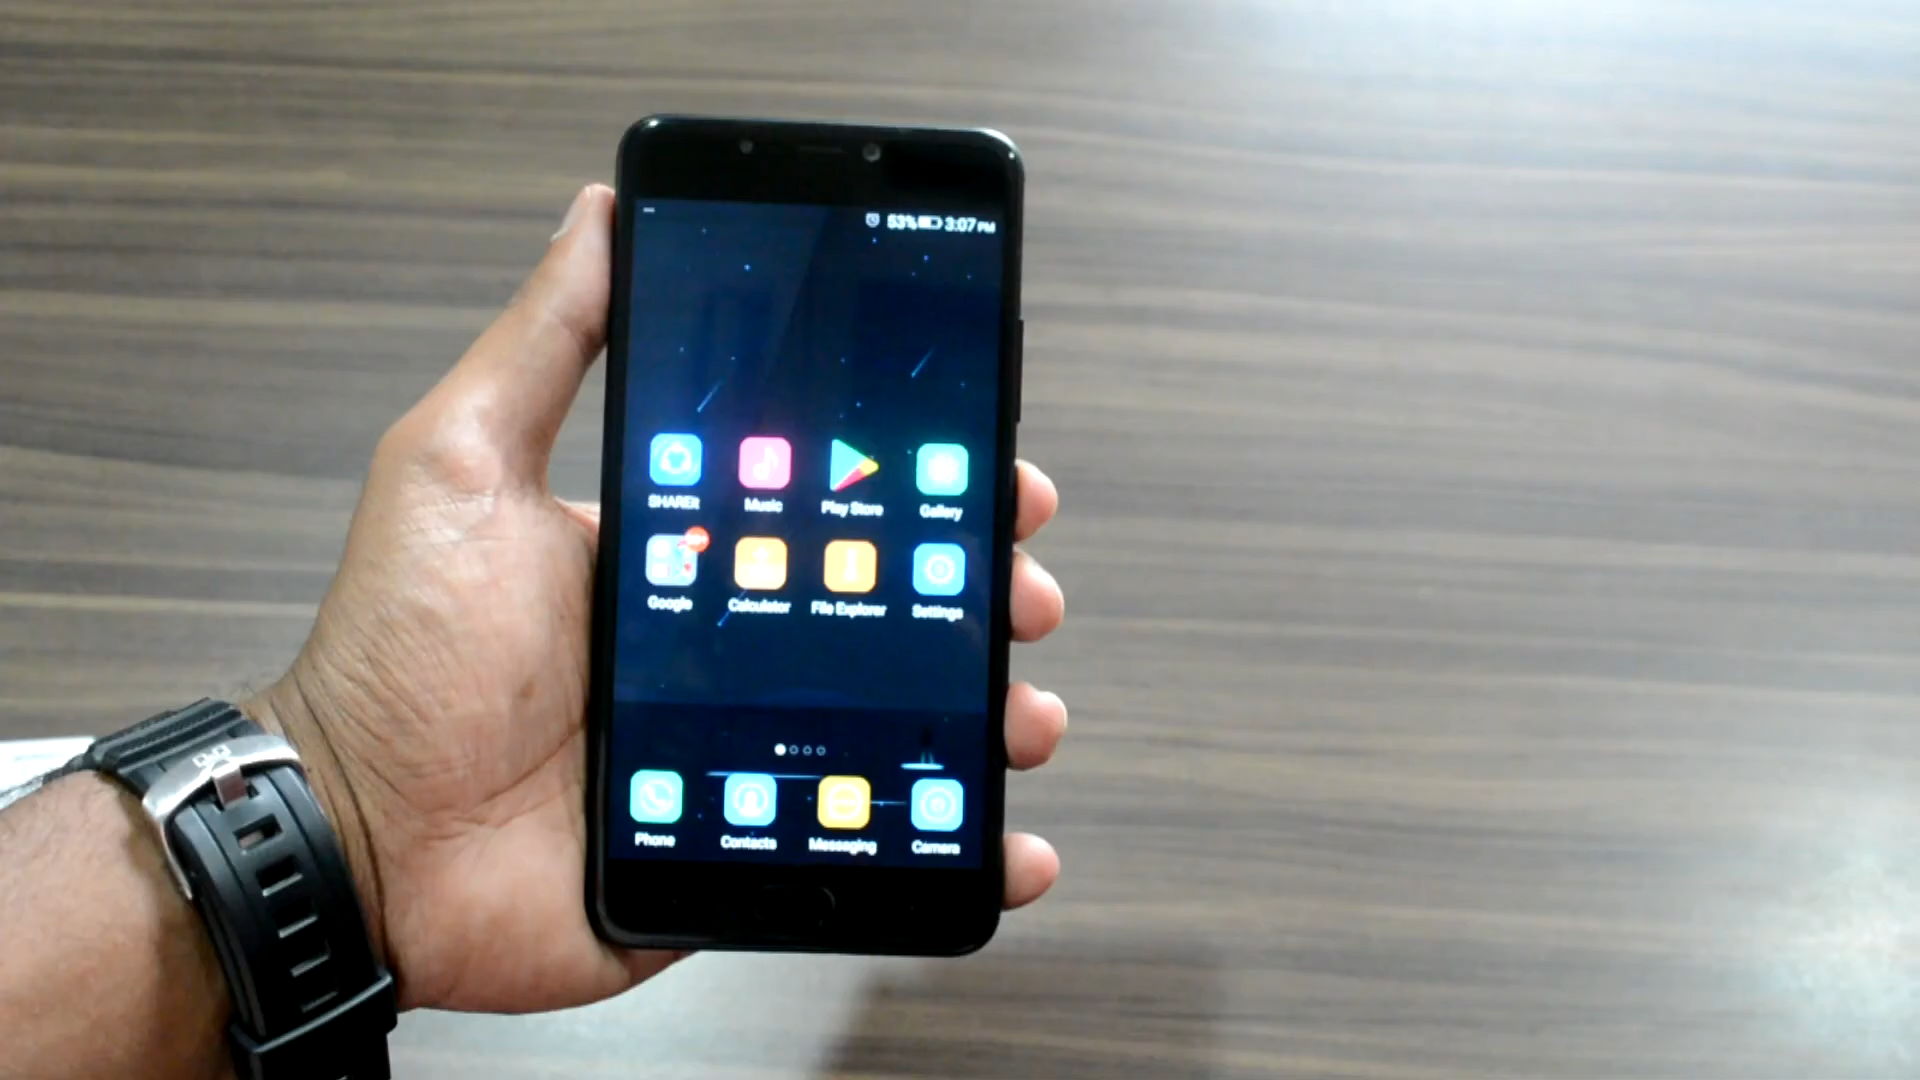 53% 3:07 PM
SHAREit Music Play Store Gallery
Google Calculator File Explorer Settings
Phone Contacts Messaging Camera